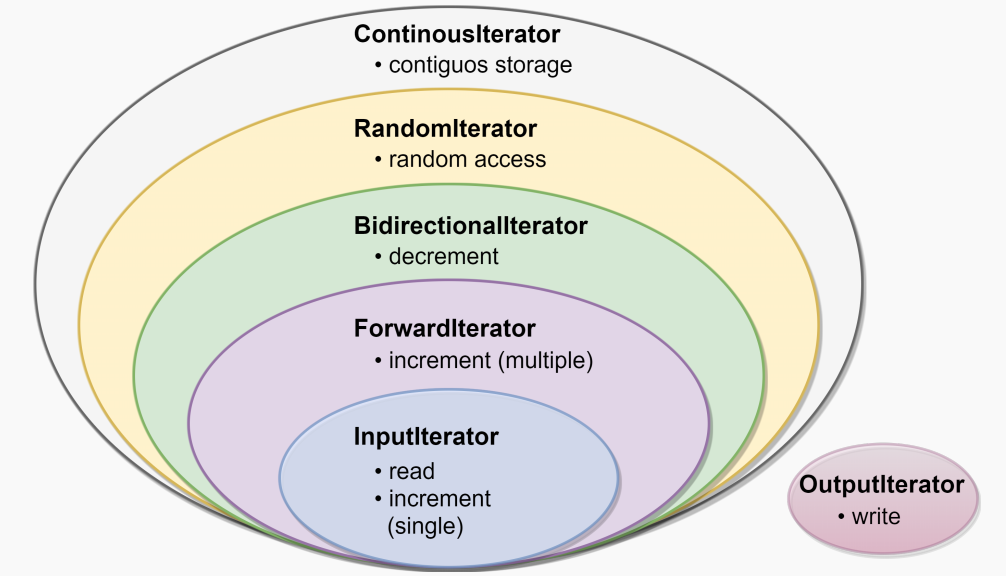 ContinousIterator
• contiguos storage
RandomIterator
• random access
BidirectionalIterator
• decrement
ForwardIterator
• increment (multiple)
InputIterator
• read
• increment
(single)
OutputIterator
• write